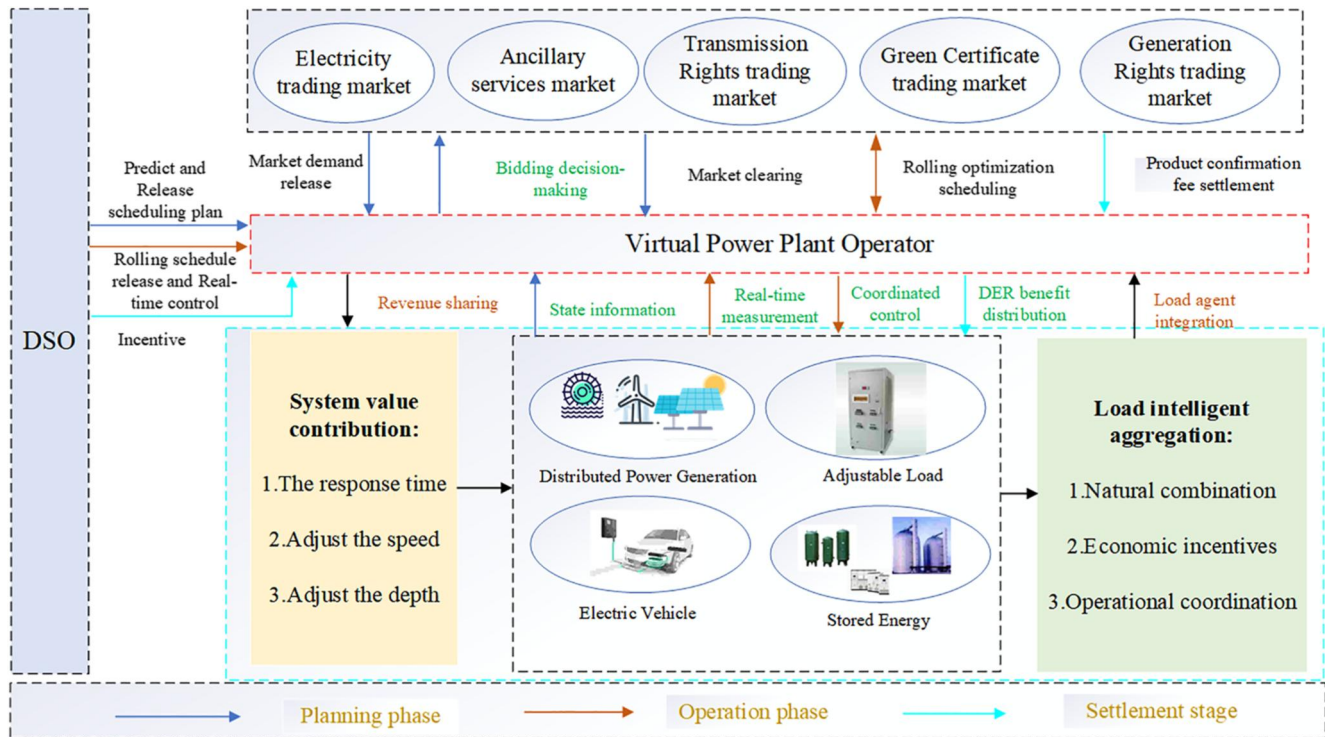 Electricity
trading market
Ancillary
services market
Transmission
Rights trading
market
Green Certificate
trading market
Generation
Rights trading
market
Predict and
Release
scheduling plan
Market demand
release
Bidding decision-
making
Market clearing
Rolling optimization
scheduling
Product confirmation
fee settlement
Virtual Power Plant Operator
Rolling schedule
release and Real-
time control
Incentive
DSO
Revenue sharing
State information
Real-time
measurement
Coordinated
control
DER benefit
distribution
Load agent
integration
System value
contribution:
1.The response time
2.Adjust the speed
3.Adjust the depth
Distributed Power Generation
Adjustable Load
Electric Vehicle
Stored Energy
Load intelligent
aggregation:
1.Natural combination
2.Economic incentives
3.Operational coordination
Planning phase
Operation phase
Settlement stage